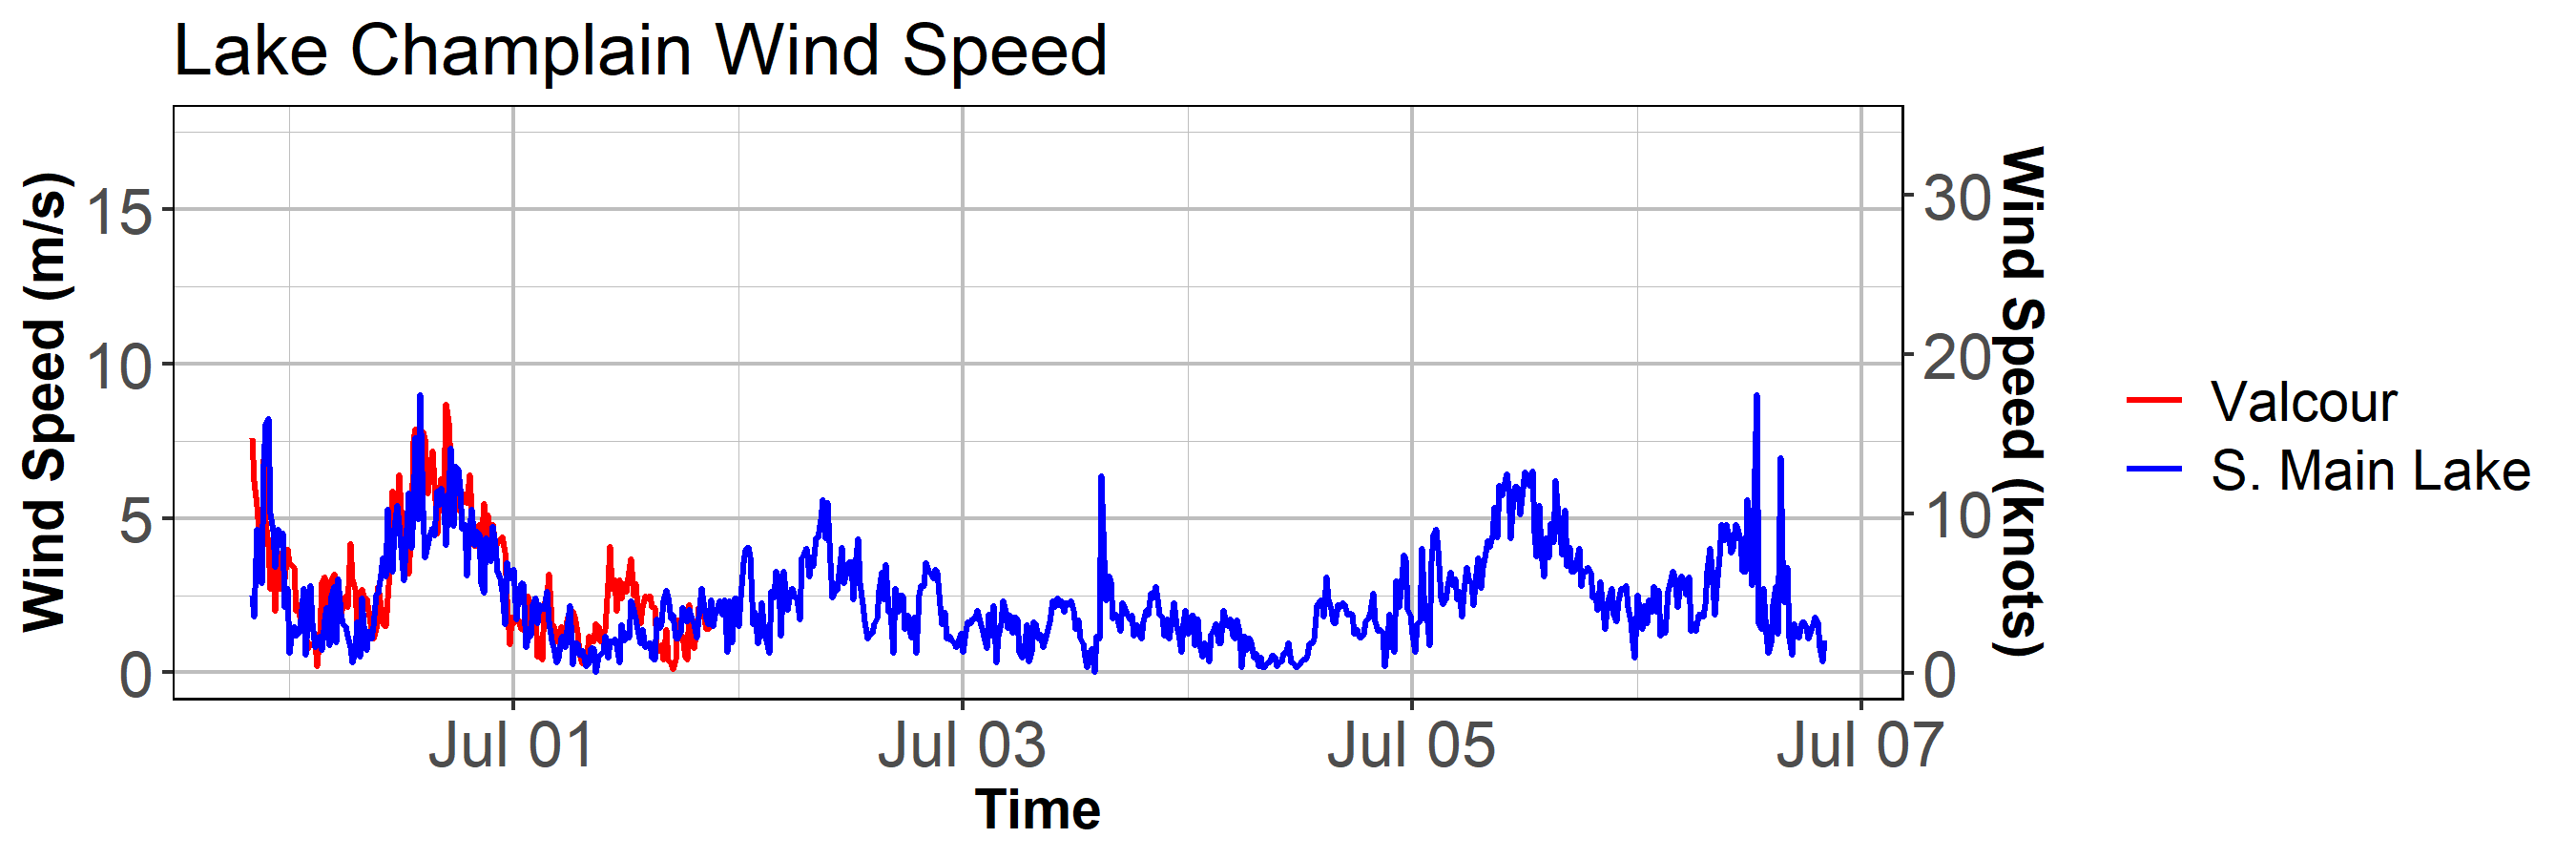 Lake Champlain Wind Speed
Wind Speed (m/s)
15
10
5
0
30
20
10
0
Wind Speed (knots)
Valcour
S. Main Lake
Jul 01
Jul 03
Jul 05
Jul 07
Time